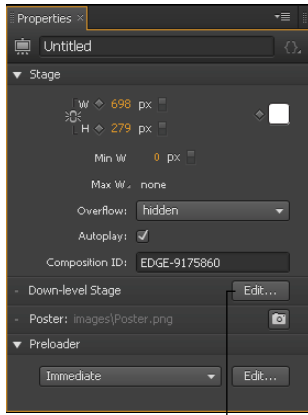 Properties ×
Untitled
Stage
W 698 px
H 279 px
Min W 0 px
Max W none
Overflow: hidden
Autoplay:
Composition ID: EDGE-9175860
Down-level Stage Edit...
Poster: images\Poster.png
Preloader
Immediate Edit...